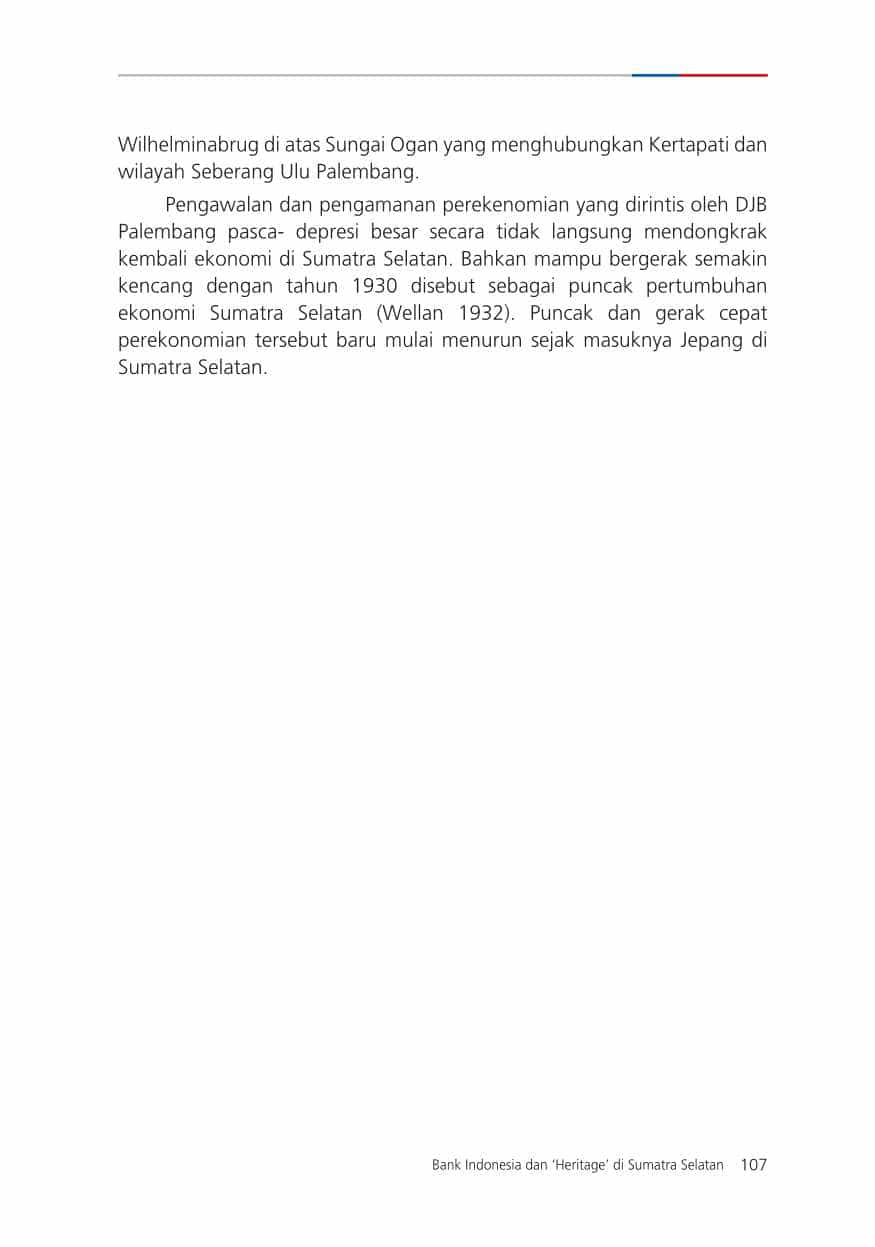 Wilhelminabrug di atas Sungai Ogan yang menghubungkan Kertapati dan
wilayah Seberang Ulu Palembang.
Pengawalan dan pengamanan perekenomian yang dirintis oleh DJB
Palembang pasca- depresi besar secara tidak langsung mendongkrak
kembali ekonomi di Sumatra Selatan. Bahkan mampu bergerak semakin
kencang dengan tahun 1930 disebut sebagai puncak pertumbuhan
ekonomi Sumatra Selatan (Wellan 1932). Puncak dan gerak cepat
perekonomian tersebut baru mulai menurun sejak masuknya Jepang di
Sumatra Selatan.
Bank Indonesia dan ‘Heritage’ di Sumatra Selatan 107